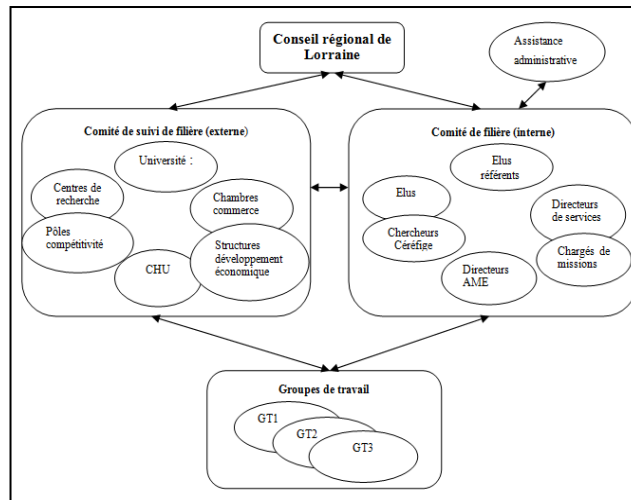 Conseil régional de
Lorraine
Assistance
administrative
Comité de suivi de filière (externe)
Université :
Centres de
recherche
Chambres
commerce
Pôles
compétitivité
Structures
développement
économique
CHU
Comité de filière (interne)
Elus
référents
Elus
Directeurs
de services
Chercheurs
Céréfige
Chargés de
missions
Directeurs
AME
Groupes de travail
GT1
GT2
GT3